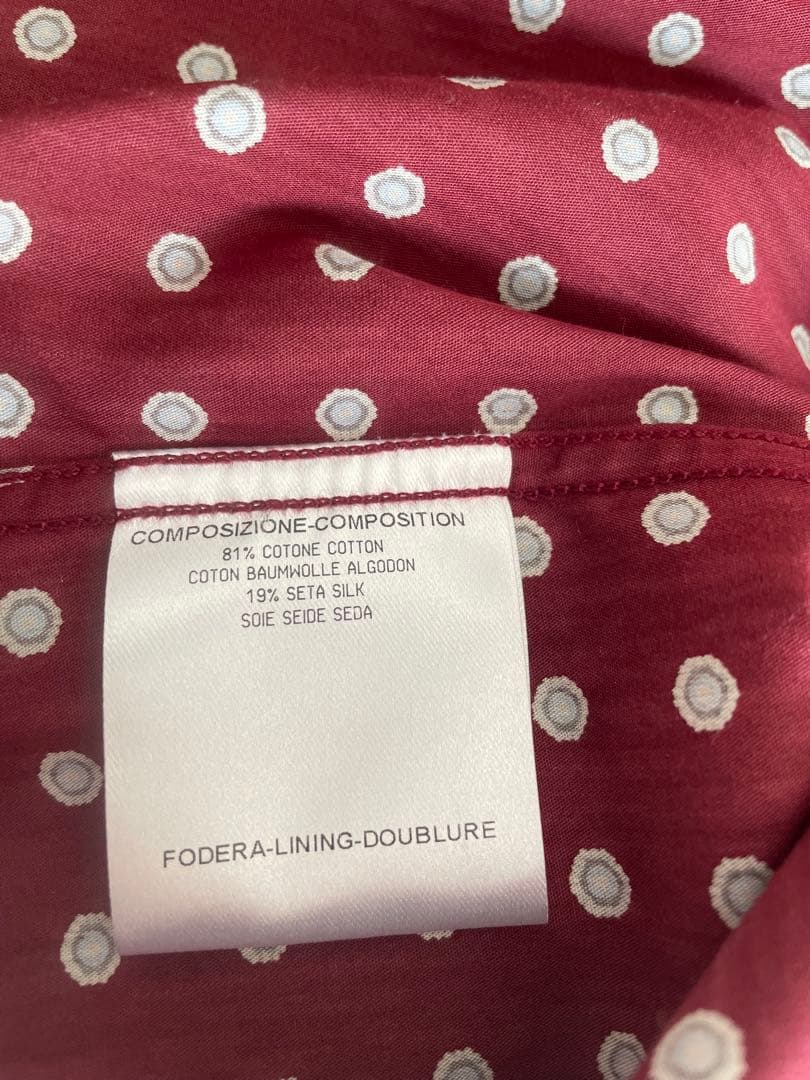 COMPOSIZIONE-COMPOSITION
81% COTONE COTTON
COTON BAUMWOLLE ALGODON
19% SETA SILK
SOIE SEIDE SEDA
FODERA-LINING-DOUBLURE